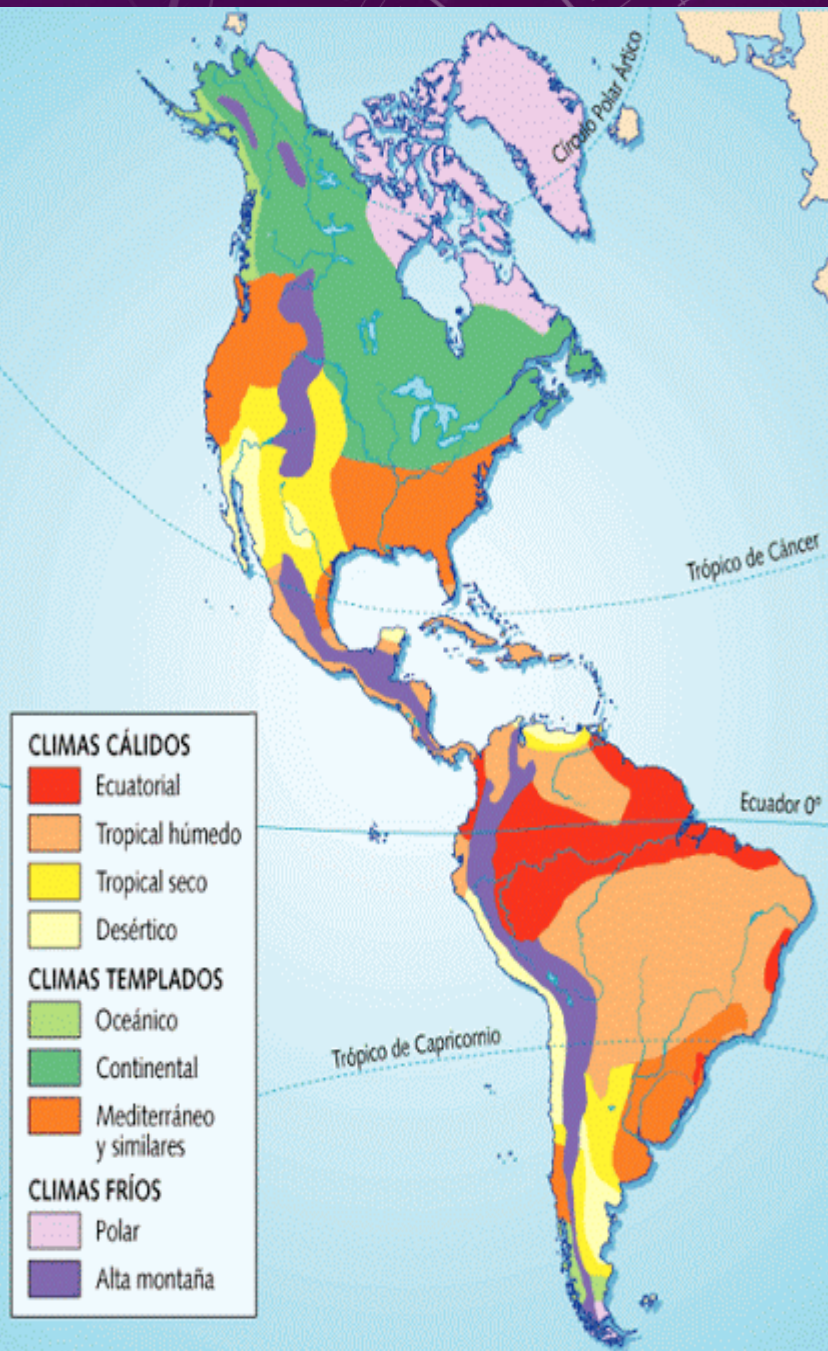 Círculo Polar Ártico
Trópico de Cáncer
CLIMAS CÁLIDOS
Ecuatorial
Tropical húmedo
Tropical seco
Desértico
CLIMAS TEMPLADOS
Oceánico
Continental
Mediterráneo
y similares
CLIMAS FRÍOS
Polar
Alta montaña
Ecuador 0º
Trópico de Capricornio